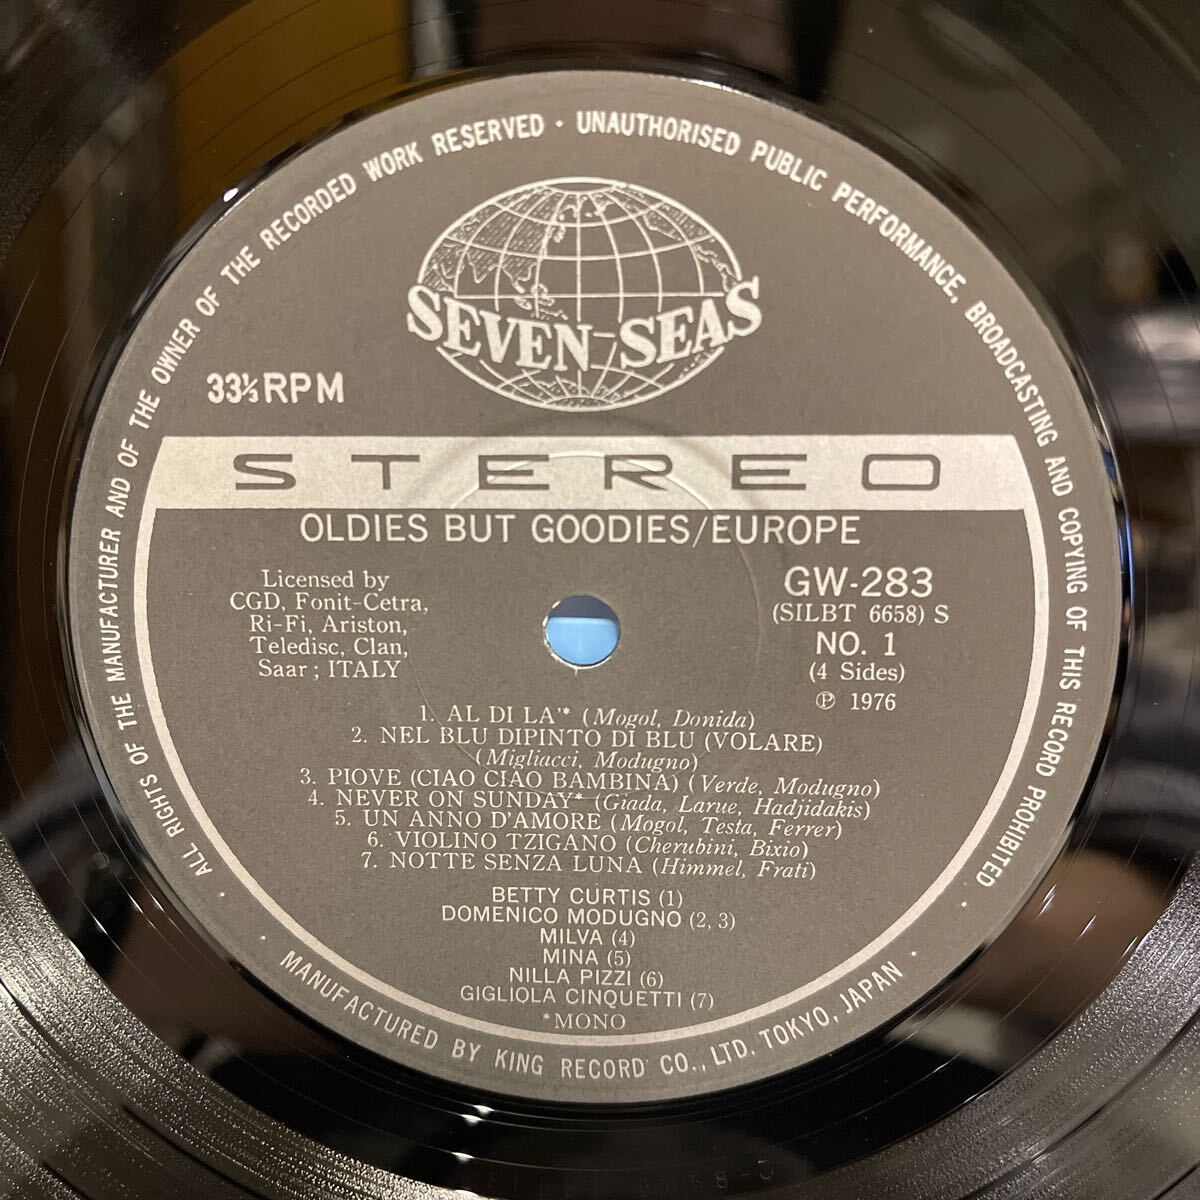 · ALL RIGHTS OF THE MANUFACTURER AND OF THE OWNER OF THE RECORDED WORK RESERVED · UNAUTHORISED PUBLIC PERFORMANCE, BROADCASTING AND COPYING OF THIS RECORD PROHIBITED ·
SEVEN-SEAS
33⅓ RPM
STEREO
OLDIES BUT GOODIES/EUROPE
Licensed by
CGD, Fonit-Cetra,
Ri-Fi, Ariston,
Teledisc, Clan,
Saar ; ITALY
GW-283
(SILBT 6658) S
NO. 1
(4 Sides)
℗ 1976
1. AL DI LA'* (Mogol, Donida)
2. NEL BLU DIPINTO DI BLU (VOLARE)
(Migliacci, Modugno)
3. PIOVE (CIAO CIAO BAMBINA) (Verde, Modugno)
4. NEVER ON SUNDAY* (Giada, Larue, Hadjidakis)
5. UN ANNO D'AMORE (Mogol, Testa, Ferrer)
6. VIOLINO TZIGANO (Cherubini, Bixio)
7. NOTTE SENZA LUNA (Himmel, Frati)
BETTY CURTIS (1)
DOMENICO MODUGNO (2, 3)
MILVA (4)
MINA (5)
NILLA PIZZI (6)
GIGLIOLA CINQUETTI (7)
*MONO
· MANUFACTURED BY KING RECORD CO., LTD. TOKYO, JAPAN ·